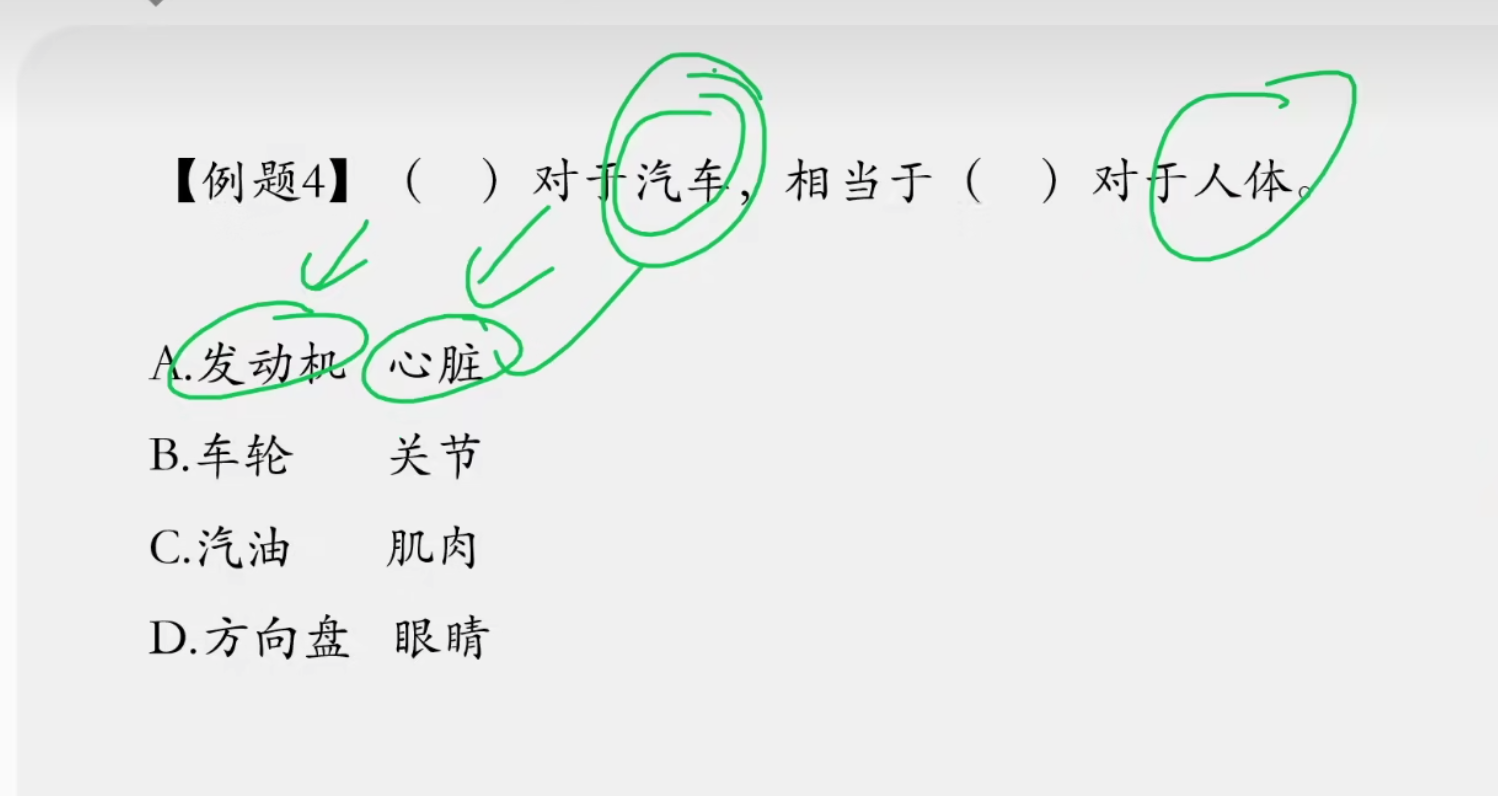 【例题4】（ ）对于汽车，相当于（ ）对于人体。
A.发动机 心脏
B.车轮 关节
C.汽油 肌肉
D.方向盘 眼睛